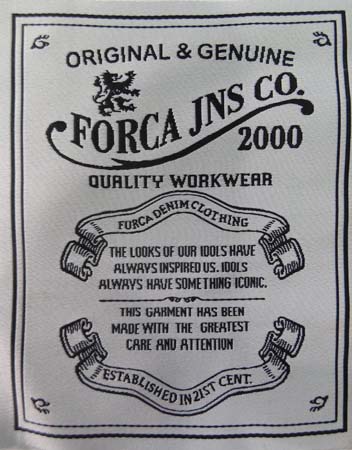 ORIGINAL & GENUINE
FORCA JNS CO.
2000
QUALITY WORKWEAR
FORCA DENIM CLOTHING
THE LOOKS OF OUR IDOLS HAVE
ALWAYS INSPIRED US. IDOLS
ALWAYS HAVE SOMETHING ICONIC.
THIS GARMENT HAS BEEN
MADE WITH THE GREATEST
CARE AND ATTENTION
ESTABLISHED IN 21ST CENT.